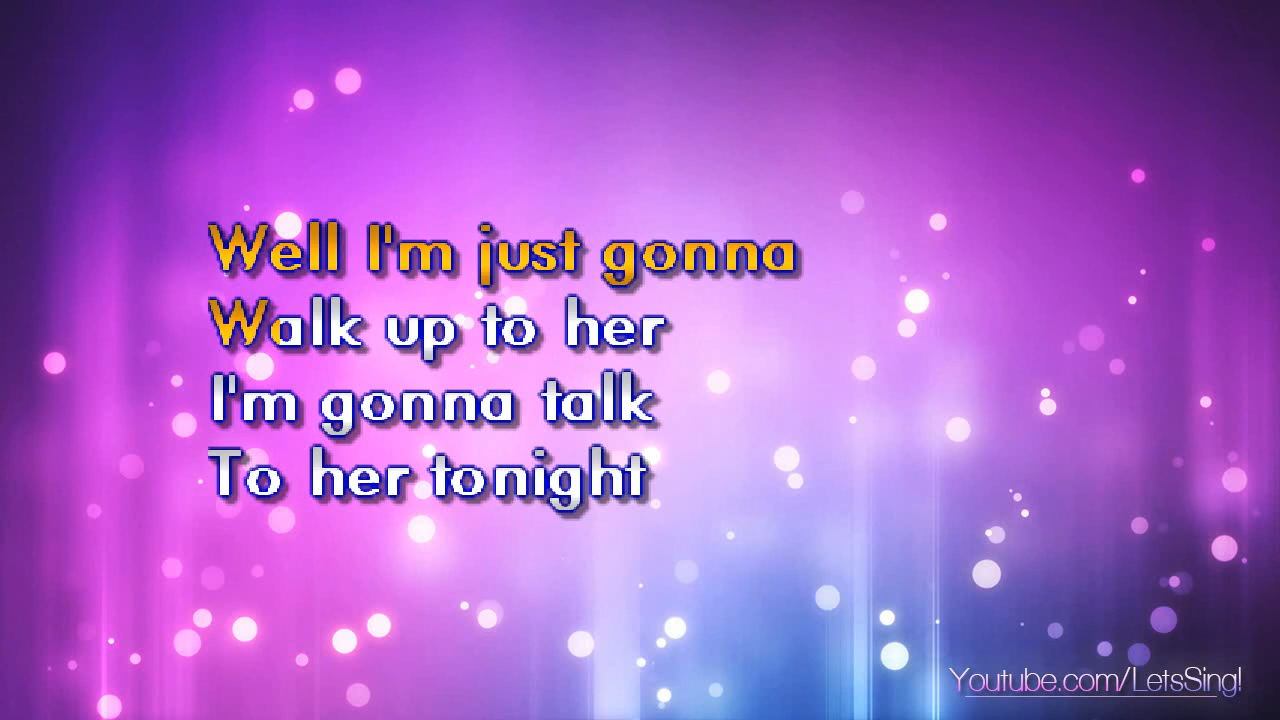 Well I'm just gonna
Walk up to her
I'm gonna talk
To her tonight
Youtube.com/LetsSing!